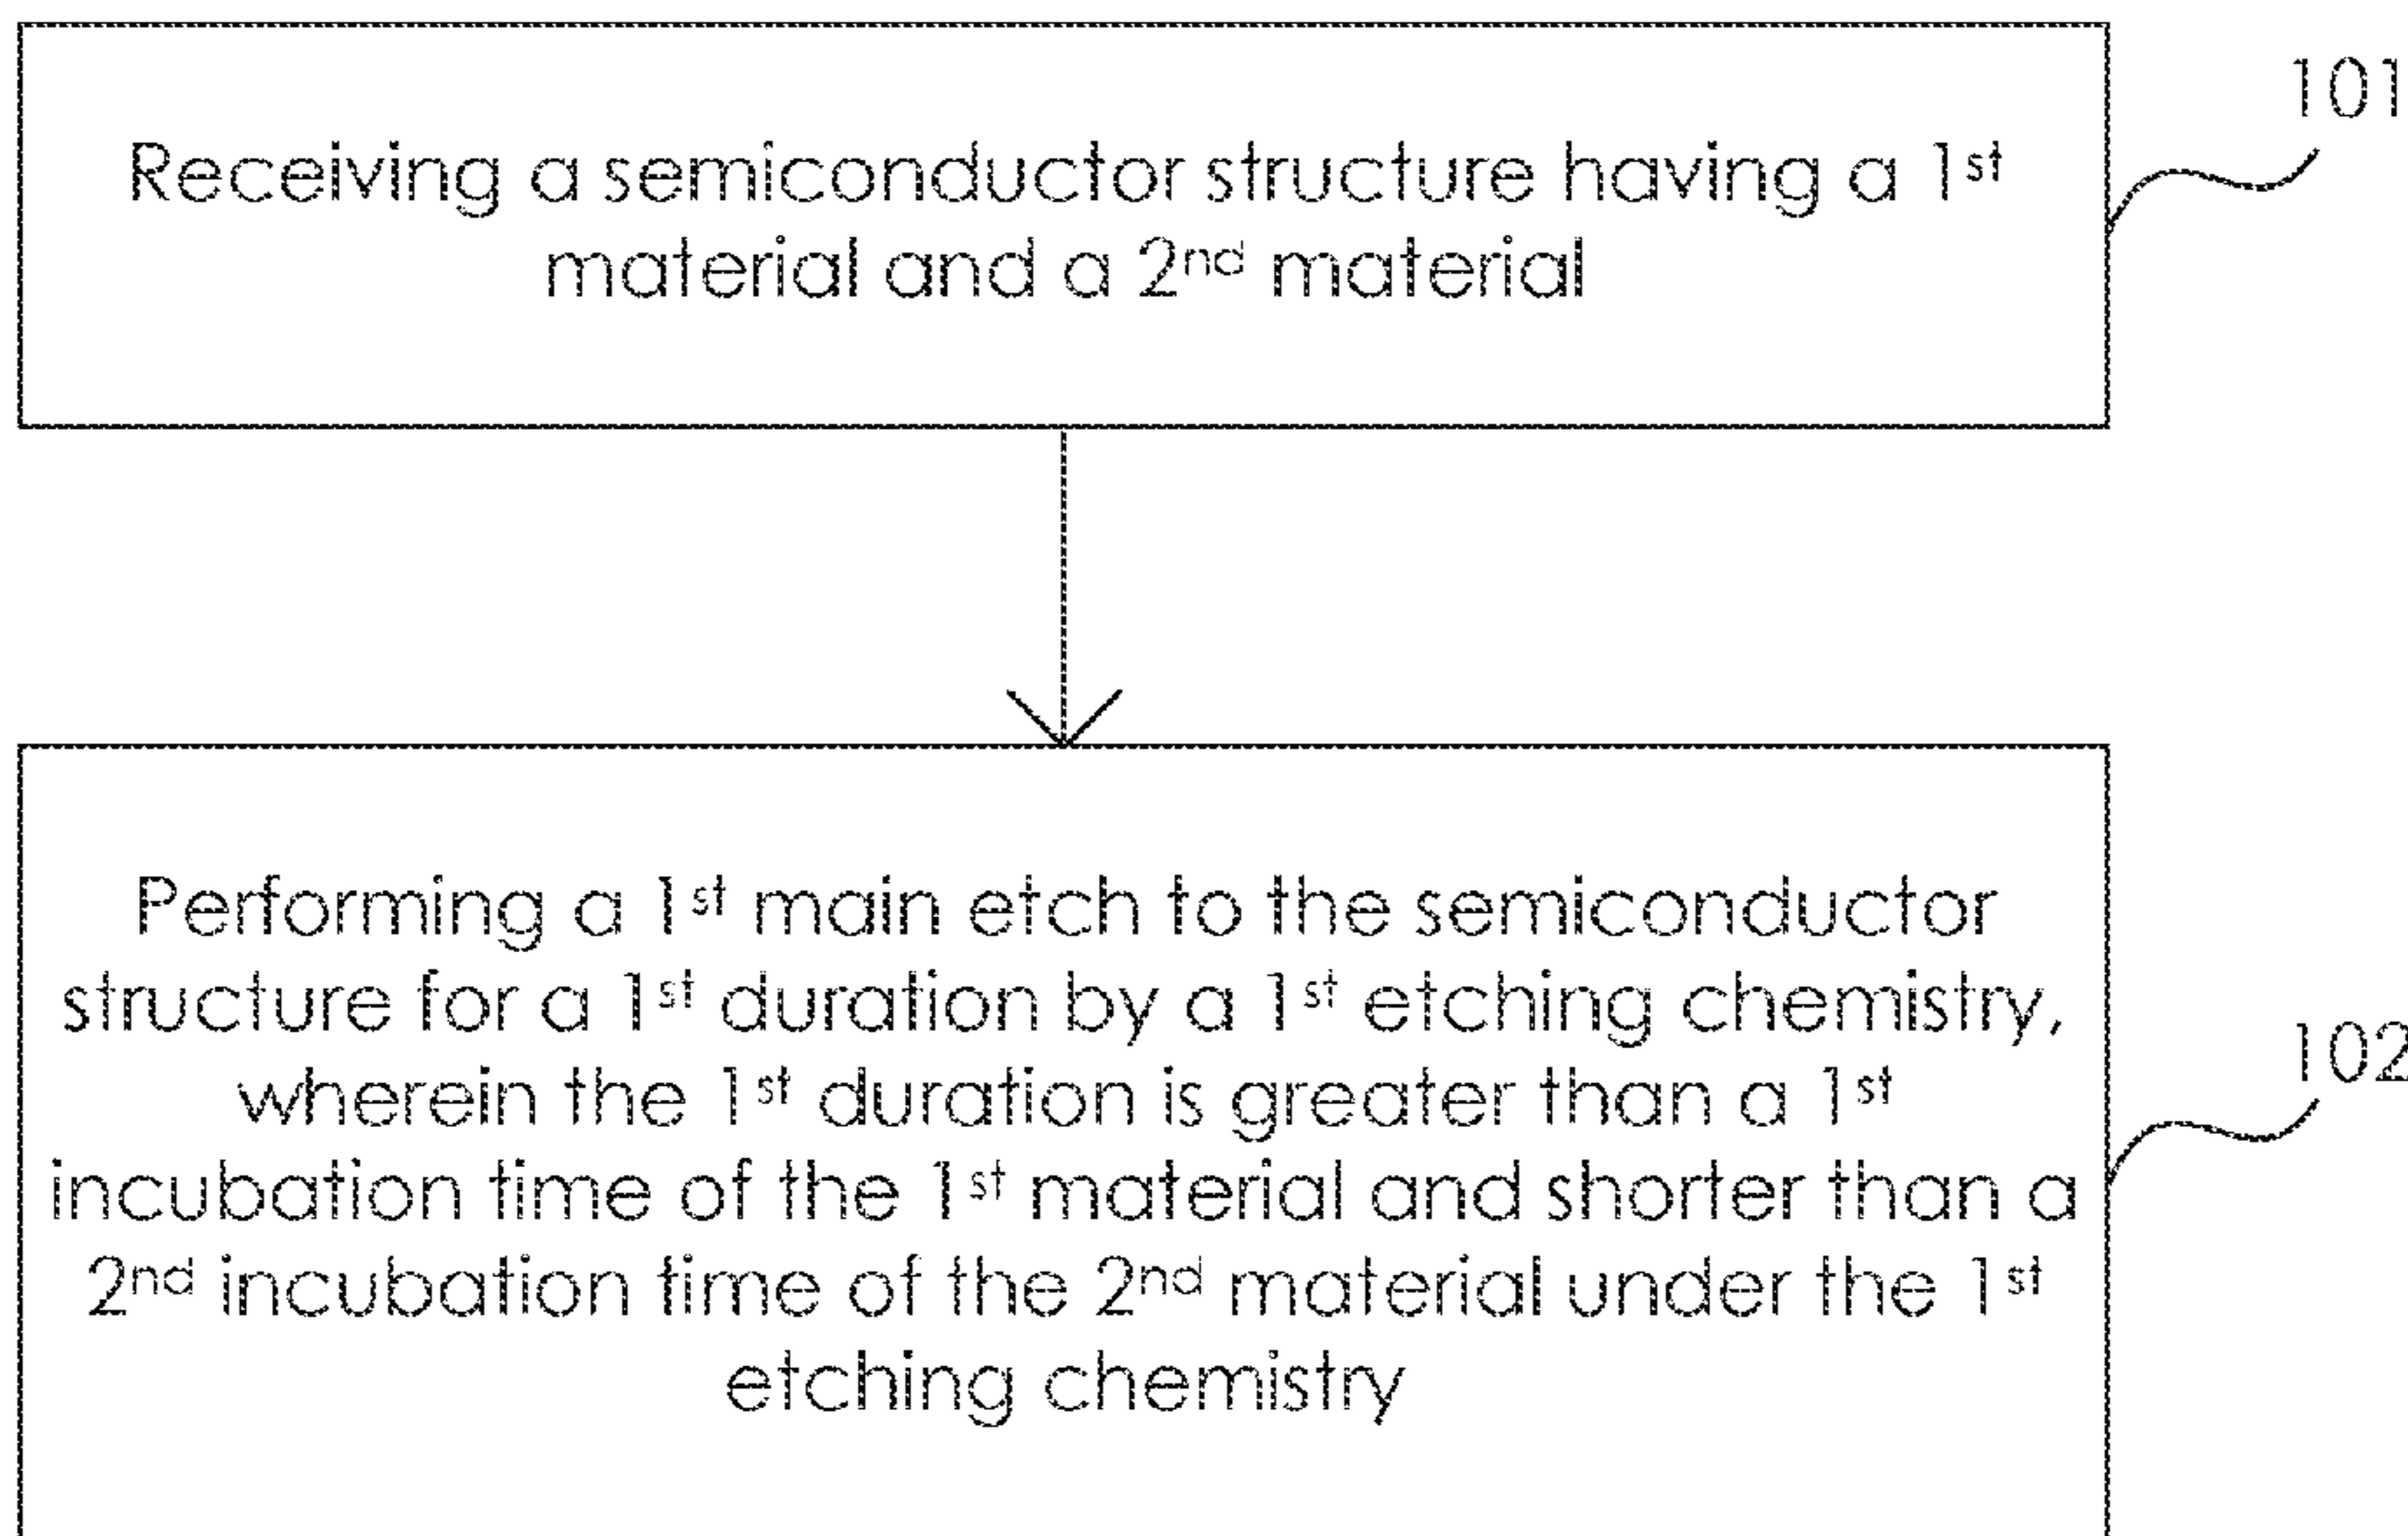 101
Receiving a semiconductor structure having a 1st
material and a 2nd material
Performing a 1st main etch to the semiconductor
structure for a 1st duration by a 1st etching chemistry,
wherein the 1st duration is greater than a 1st
102
incubation time of the 1st material and shorter than a
2nd incubation time of the 2nd material under the 1st
etching chemistry